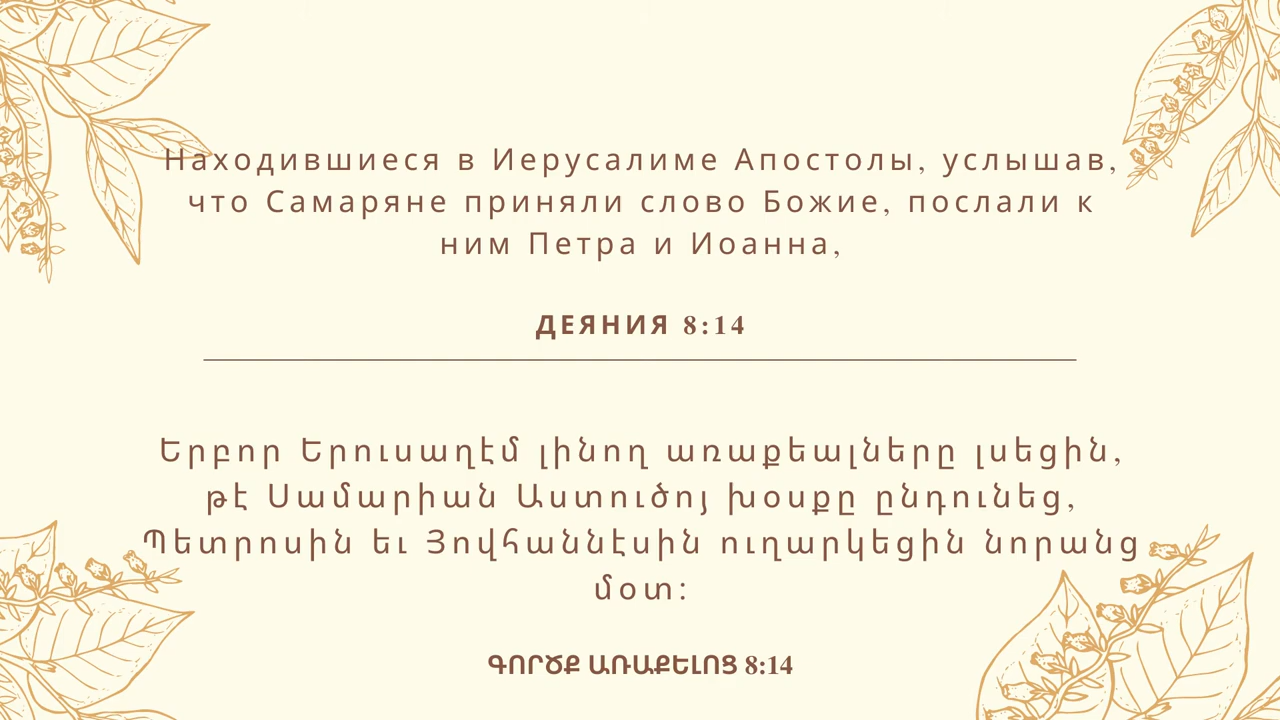 Находившиеся в Иерусалиме Апостолы, услышав,
что Самаряне приняли слово Божие, послали к
ним Петра и Иоанна,
ДЕЯНИЯ 8:14
Երբոր Երուսաղէմ լինող առաքեալները լսեցին,
թէ Սամարիան Աստուծոյ խօսքը ընդունեց,
Պետրոսին եւ Յովհաննէսին ուղարկեցին նորանց
մօտ:
ԳՈՐԾՔ ԱՌԱՔԵԼՈՑ 8:14